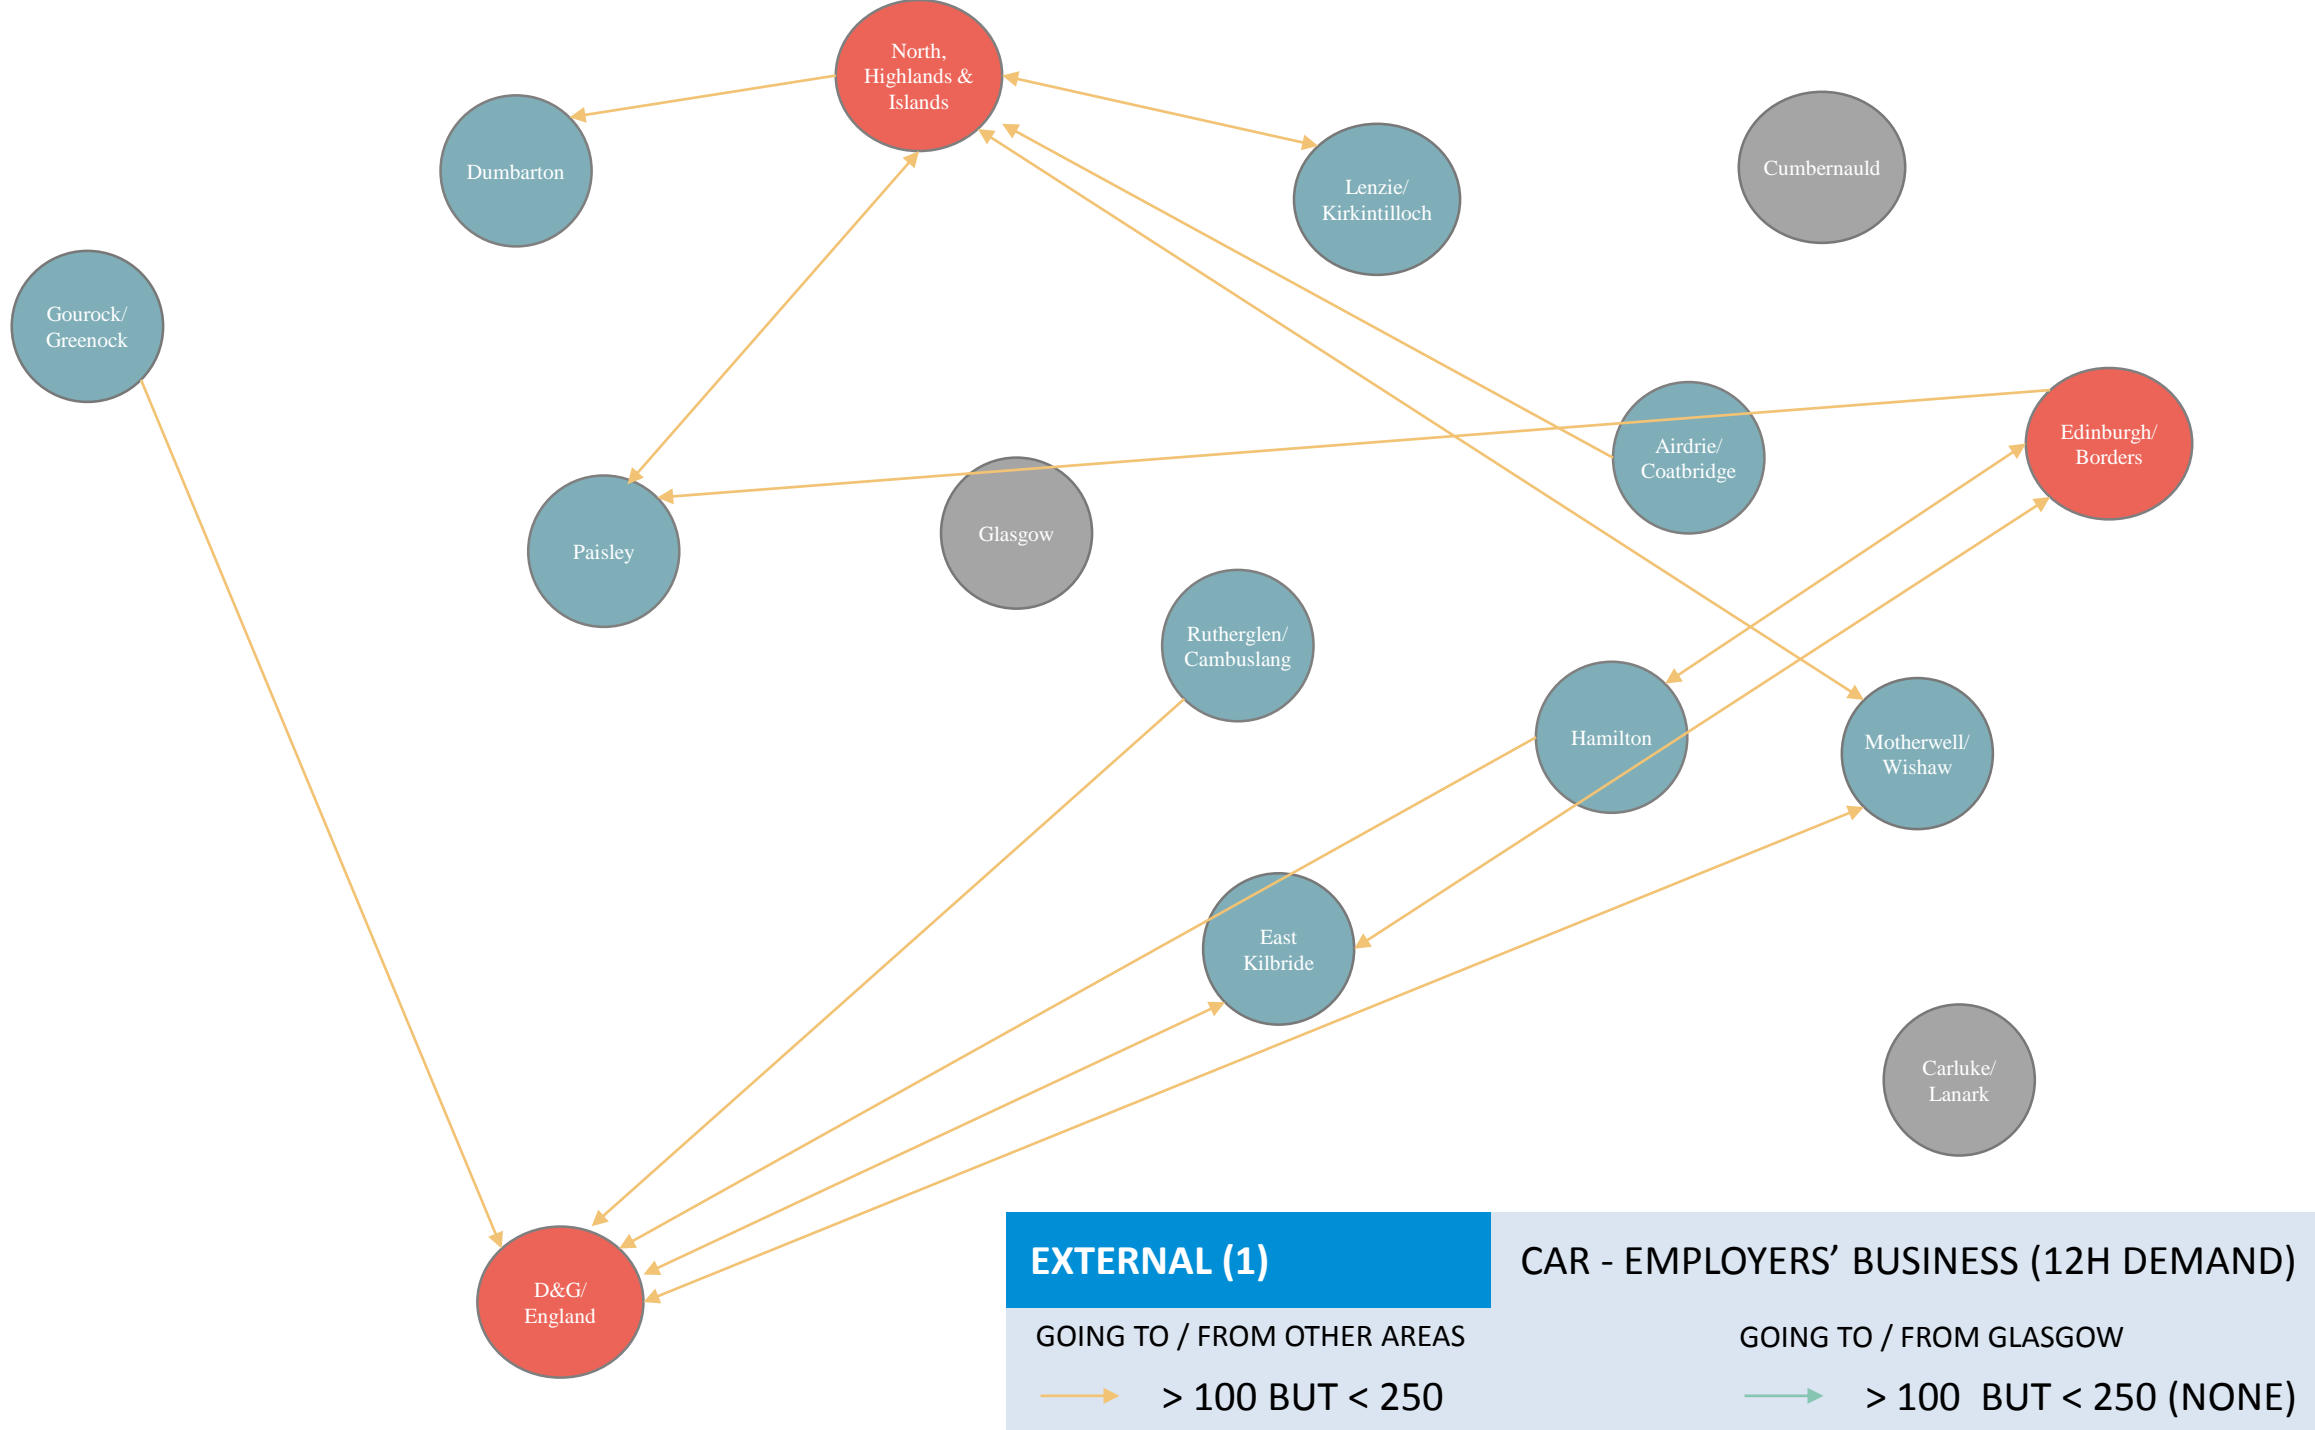 North,
Highlands &
Islands
Dumbarton
Lenzie/
Kirkintilloch
Cumbernauld
Gourock/
Greenock
Edinburgh/
Borders
Airdrie/
Coatbridge
Paisley
Glasgow
Rutherglen/
Cambuslang
Hamilton
Motherwell/
Wishaw
East
Kilbride
Carluke/
Lanark
D&G/
England
EXTERNAL (1)
CAR - EMPLOYERS’ BUSINESS (12H DEMAND)
GOING TO / FROM OTHER AREAS
GOING TO / FROM GLASGOW
> 100 BUT < 250
> 100 BUT < 250 (NONE)